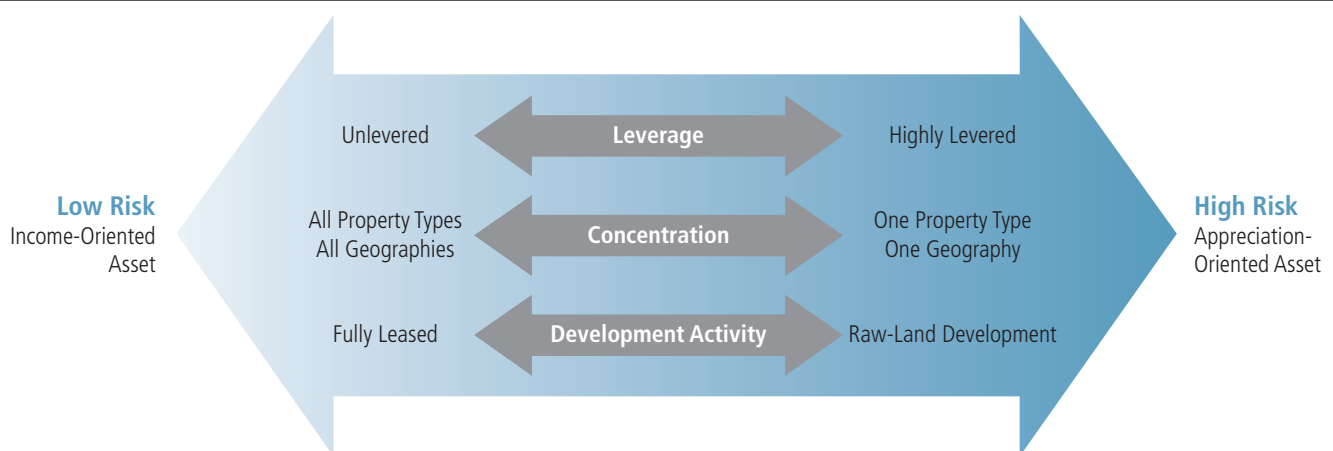 Unlevered
Leverage
Highly Levered
Low Risk
Income-Oriented
Asset
All Property Types
All Geographies
Concentration
One Property Type
One Geography
High Risk
Appreciation-
Oriented Asset
Fully Leased
Development Activity
Raw-Land Development